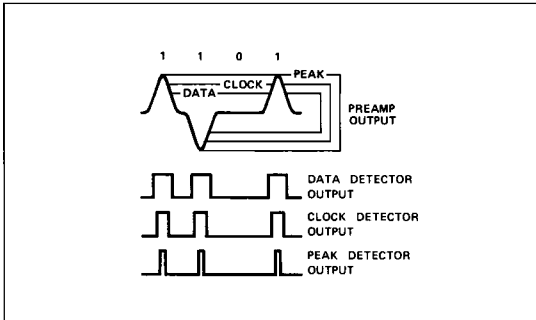 1 1 0 1
PEAK
CLOCK
DATA
PREAMP
OUTPUT
DATA DETECTOR
OUTPUT
CLOCK DETECTOR
OUTPUT
PEAK DETECTOR
OUTPUT